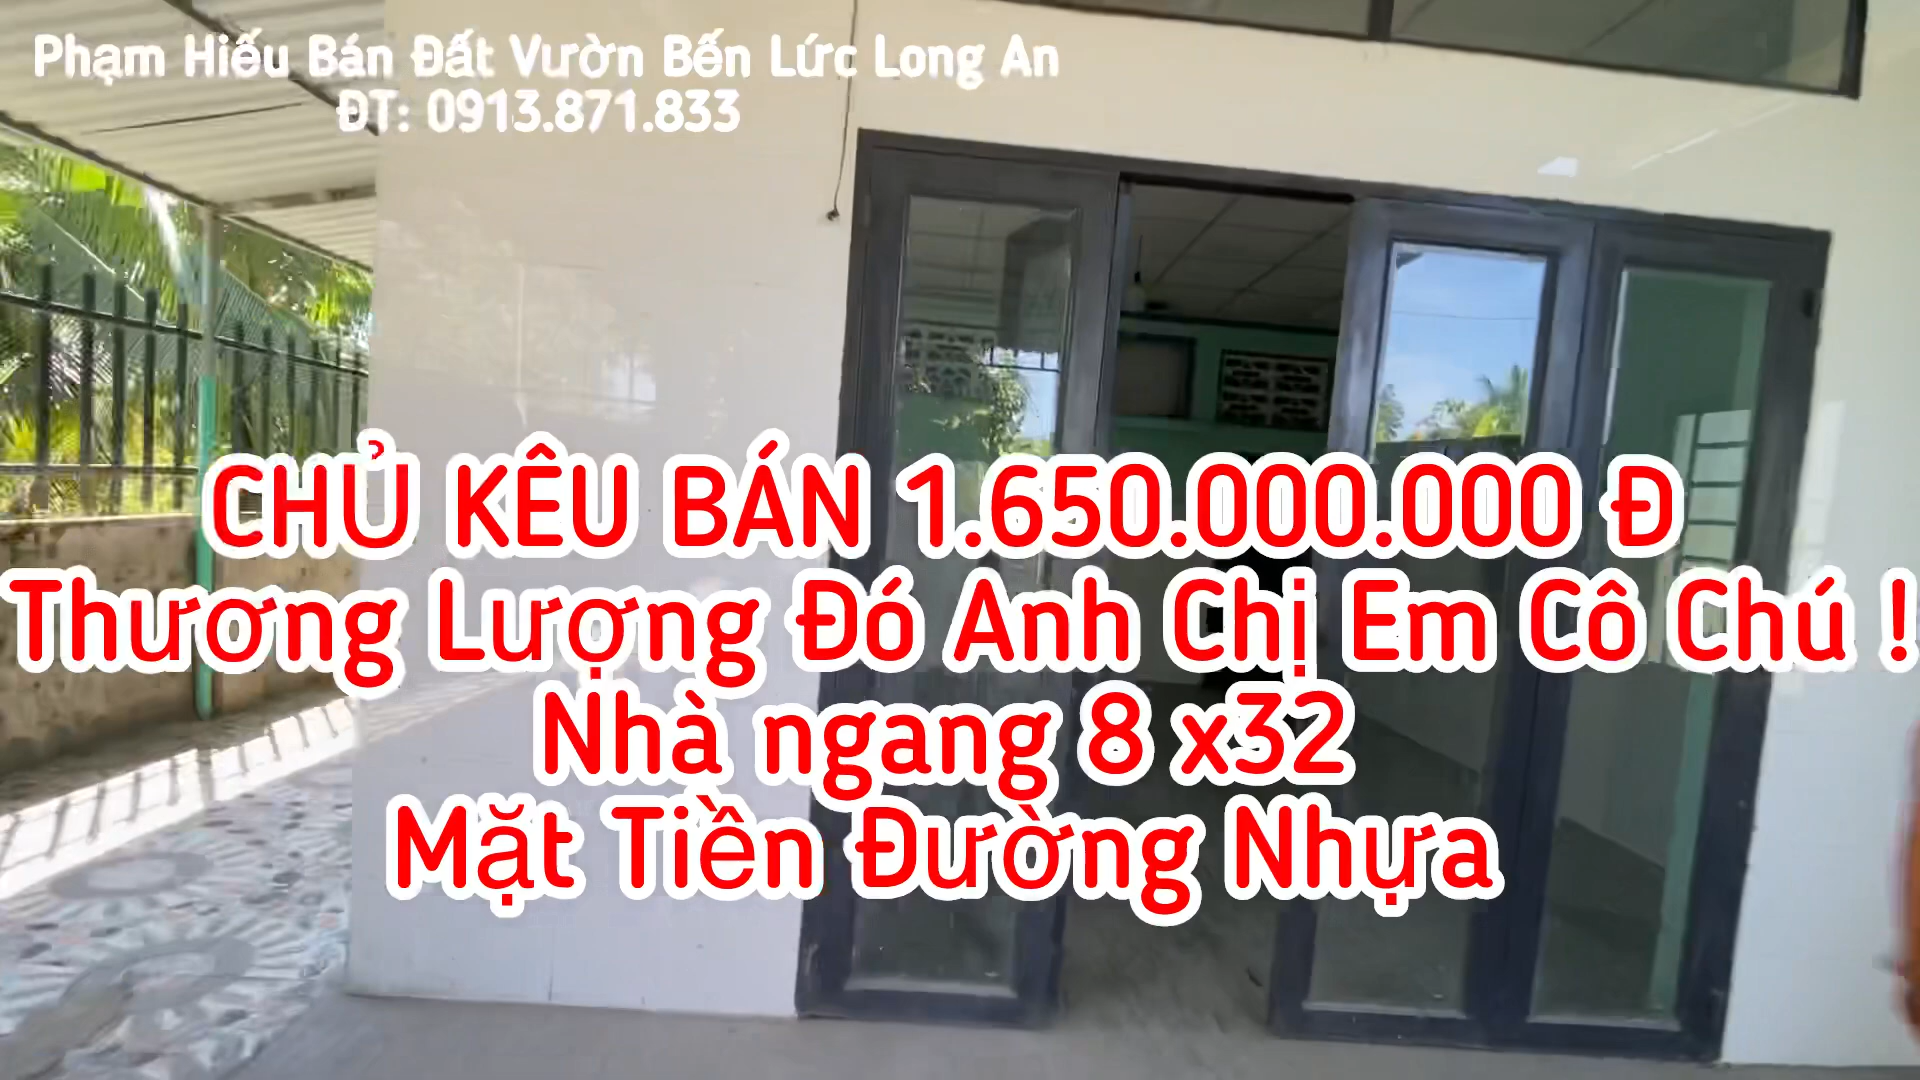 Phạm Hiếu Bán Đất Vườn Bến Lức Long An
ĐT: 0913.871.833
CHỦ KÊU BÁN 1.650.000.000 Đ
Thương Lượng Đó Anh Chị Em Cô Chú !
Nhà ngang 8 x32
Mặt Tiền Đường Nhựa